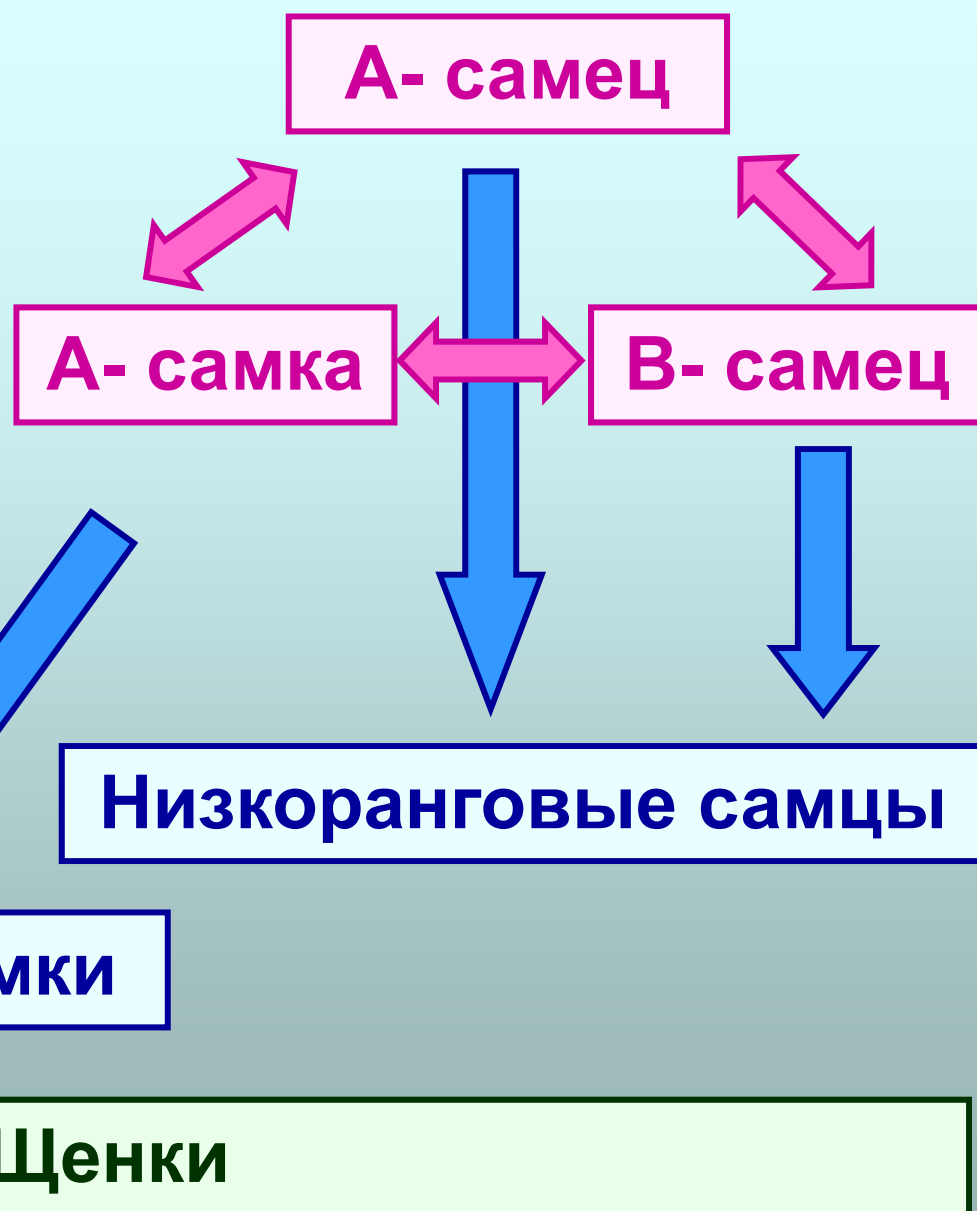 А- самец
А- самка
В- самец
Низкоранговые самцы
мки
Щенки